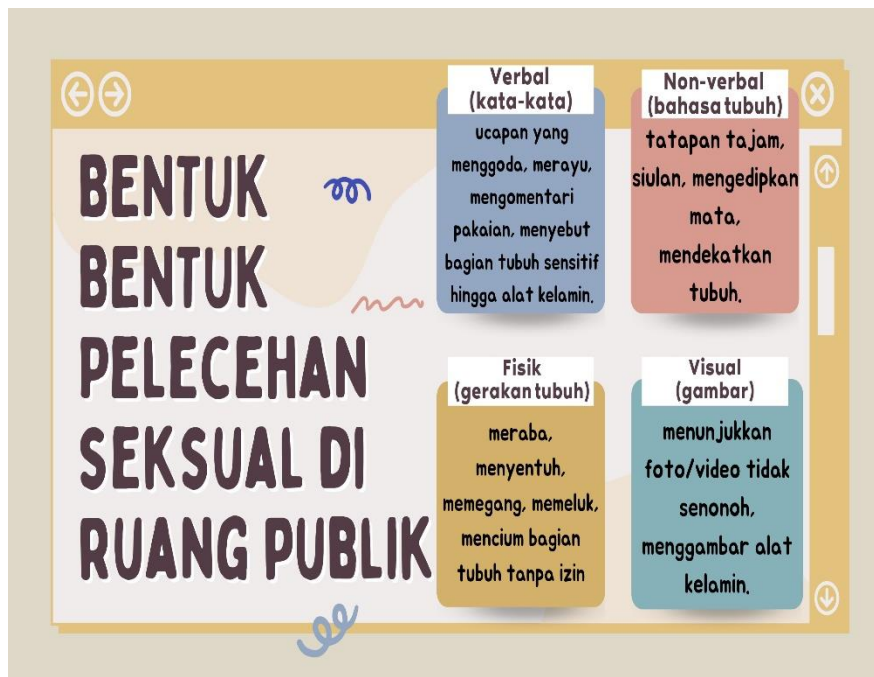 BENTUK
BENTUK
PELECEHAN
SEKSUAL DI
RUANG PUBLIK
Verbal
(kata-kata)
ucapan yang
menggoda, merayu,
mengomentari
pakaian, menyebut
bagian tubuh sensitif
hingga alat kelamin.
Non-verbal
(bahasa tubuh)
tatapan tajam,
siulan, mengedipkan
mata,
mendekatkan
tubuh.
Fisik
(gerakan tubuh)
meraba,
menyentuh,
memegang, memeluk,
mencium bagian
tubuh tanpa izin
Visual
(gambar)
menunjukkan
foto/video tidak
senonoh,
menggambar alat
kelamin.